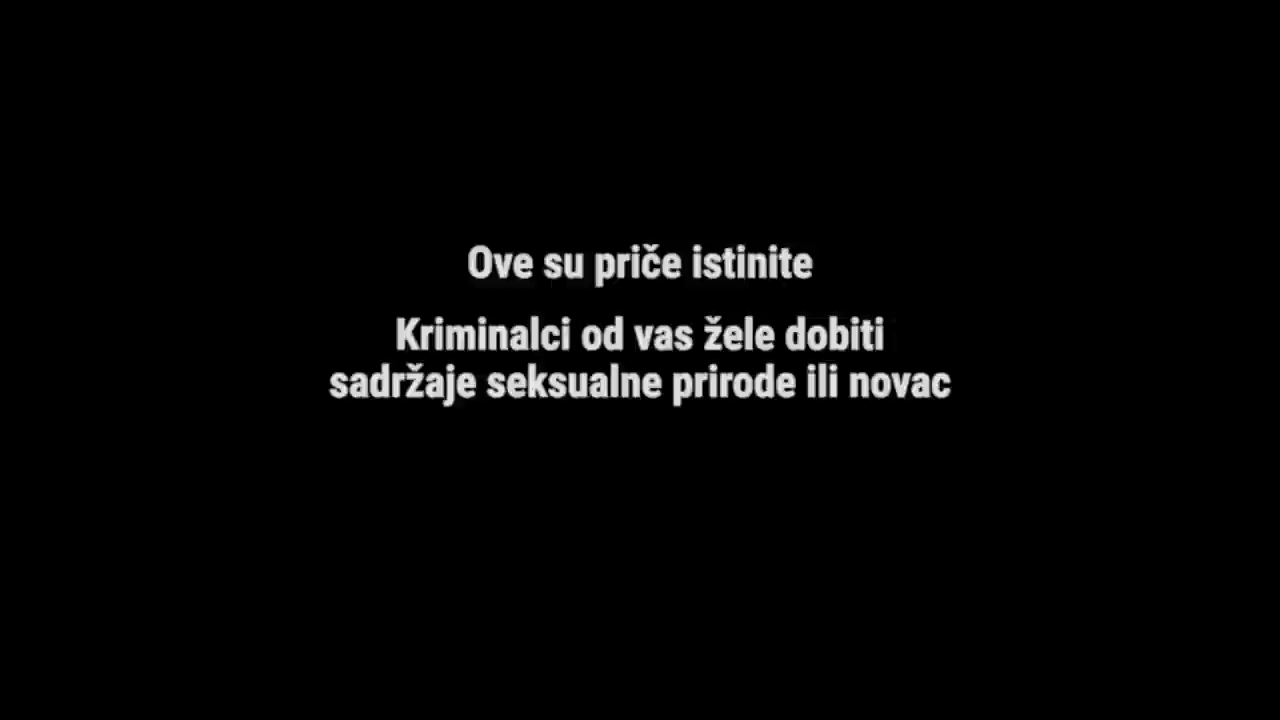 Ove su priče istinite
Kriminalci od vas žele dobiti
sadržaje seksualne prirode ili novac